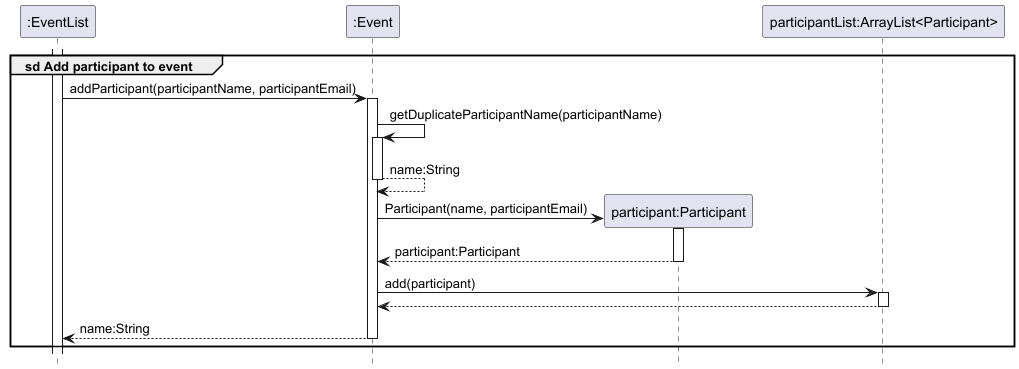 :EventList
:Event
participantList:ArrayList<Participant>
sd Add participant to event
addParticipant(participantName, participantEmail)
getDuplicateParticipantName(participantName)
name:String
Participant(name, participantEmail)
participant:Participant
participant:Participant
add(participant)
name:String